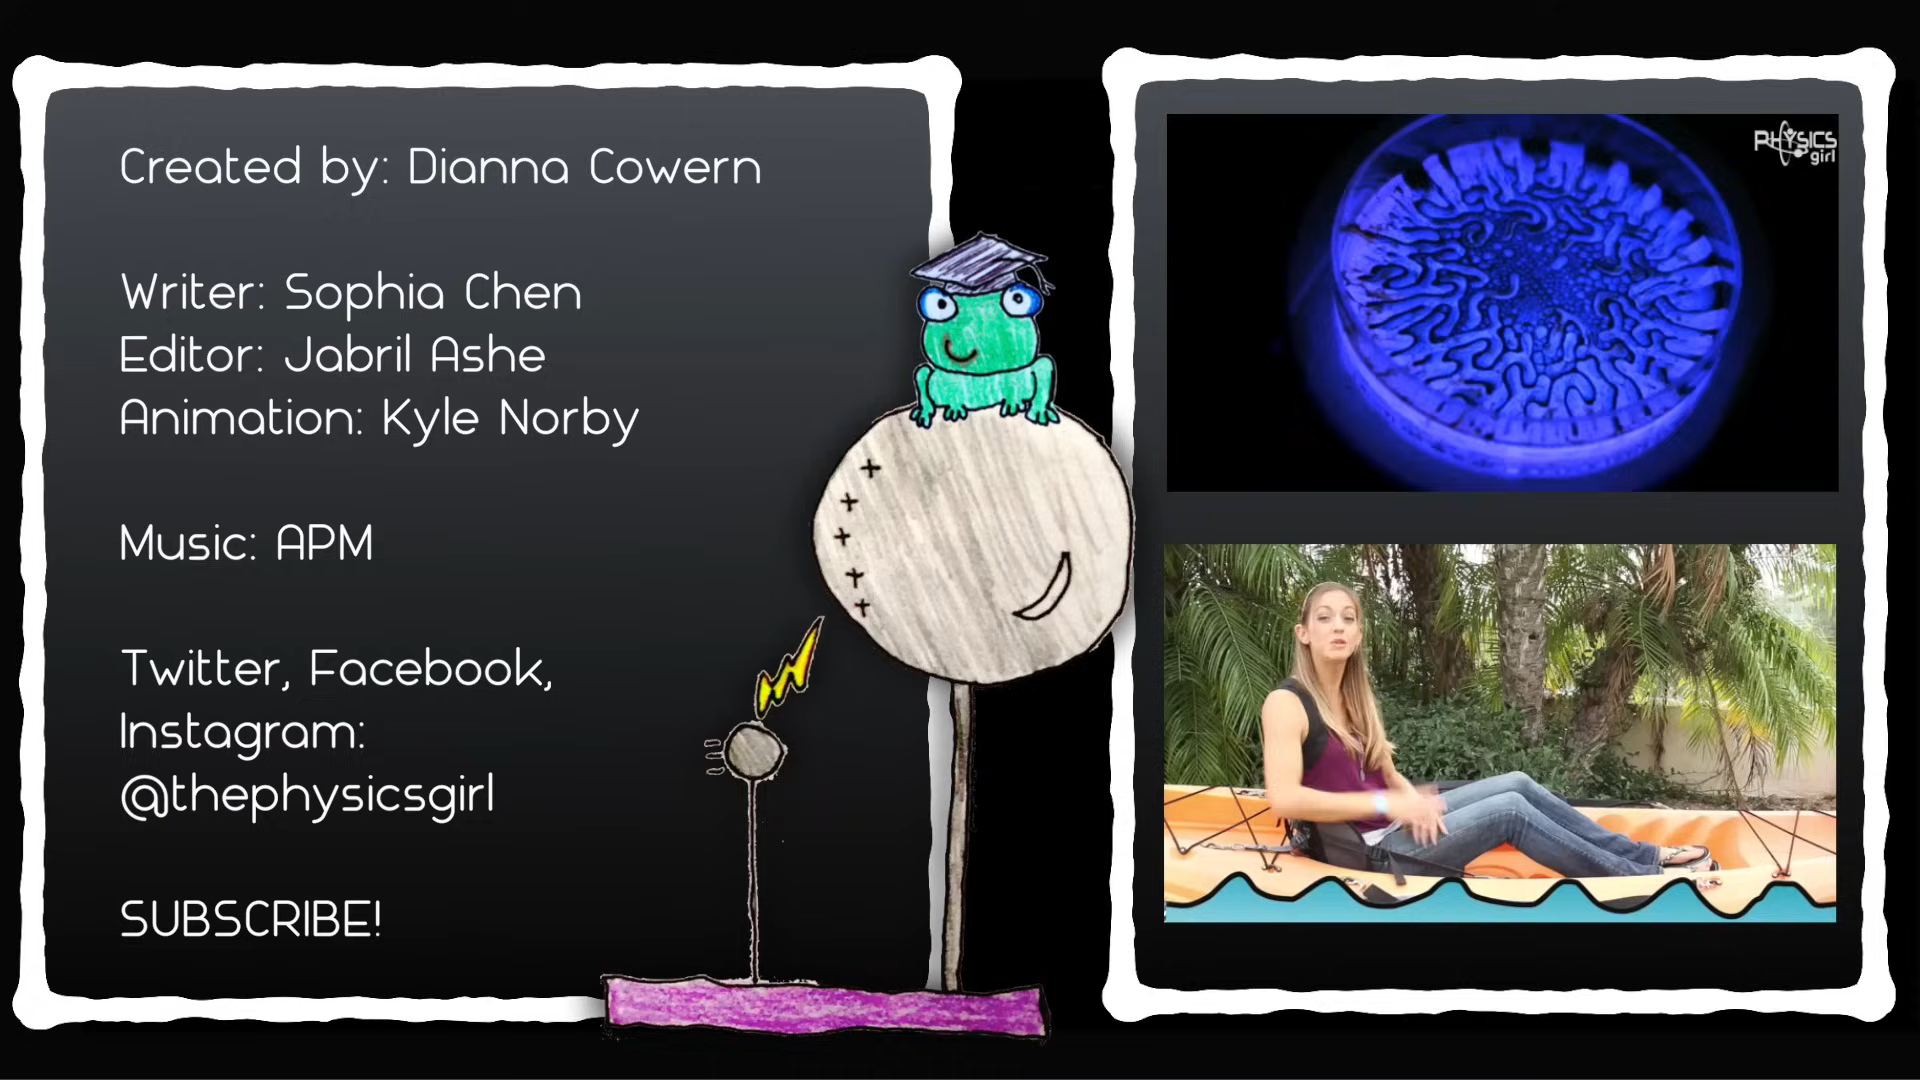 Created by: Dianna Cowern
Writer: Sophia Chen
Editor: Jabril Ashe
Animation: Kyle Norby
Music: APM
Twitter, Facebook,
Instagram:
@thephysicsgirl
SUBSCRIBE!
PHYSICS
girl
+
+
+
+
+